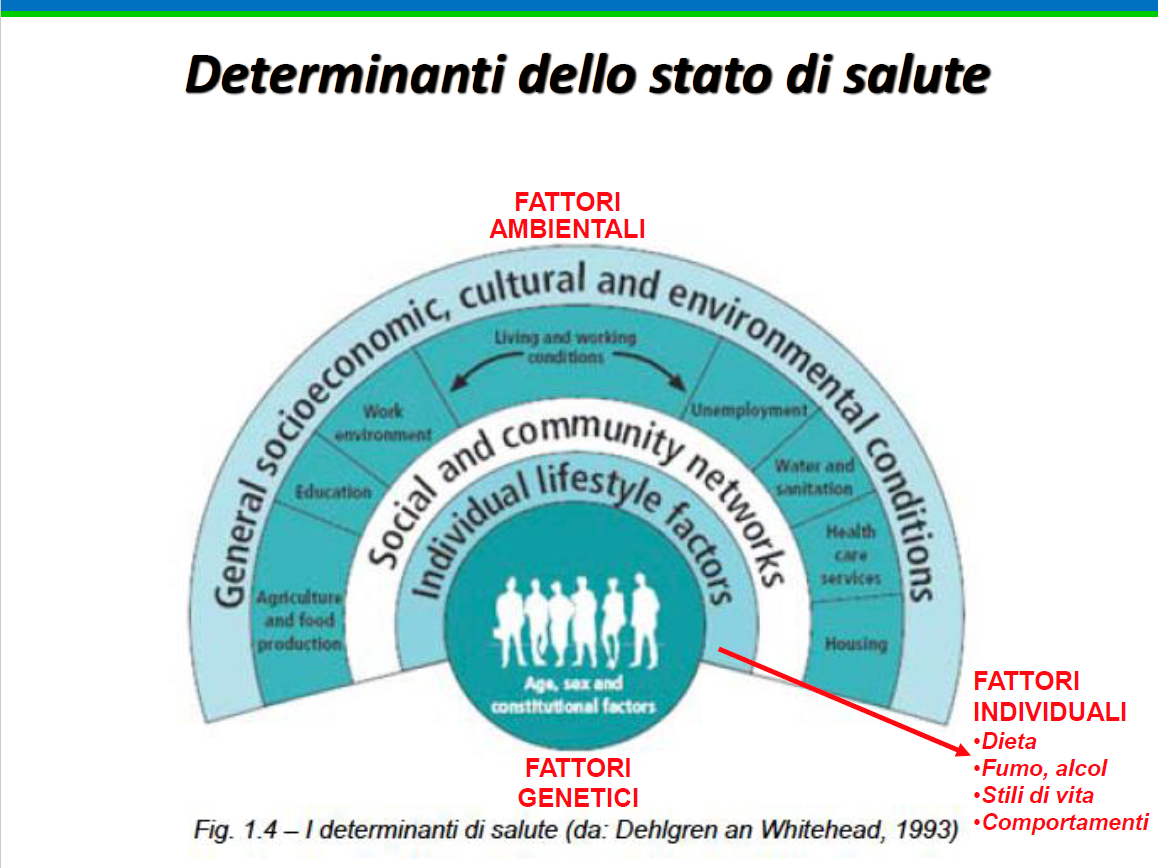 Determinanti dello stato di salute
FATTORI
AMBIENTALI
General socioeconomic, cultural and environmental conditions
Living and working
conditions
Work
environment
Unemployment
Education
Water and
sanitation
Agriculture
and food
production
Health
care
services
Housing
Social and community networks
Individual lifestyle factors
Age, sex and
constitutional factors
FATTORI
GENETICI
FATTORI
INDIVIDUALI
•Dieta
•Fumo, alcol
•Stili di vita
•Comportamenti
Fig. 1.4 – I determinanti di salute (da: Dehlgren an Whitehead, 1993)